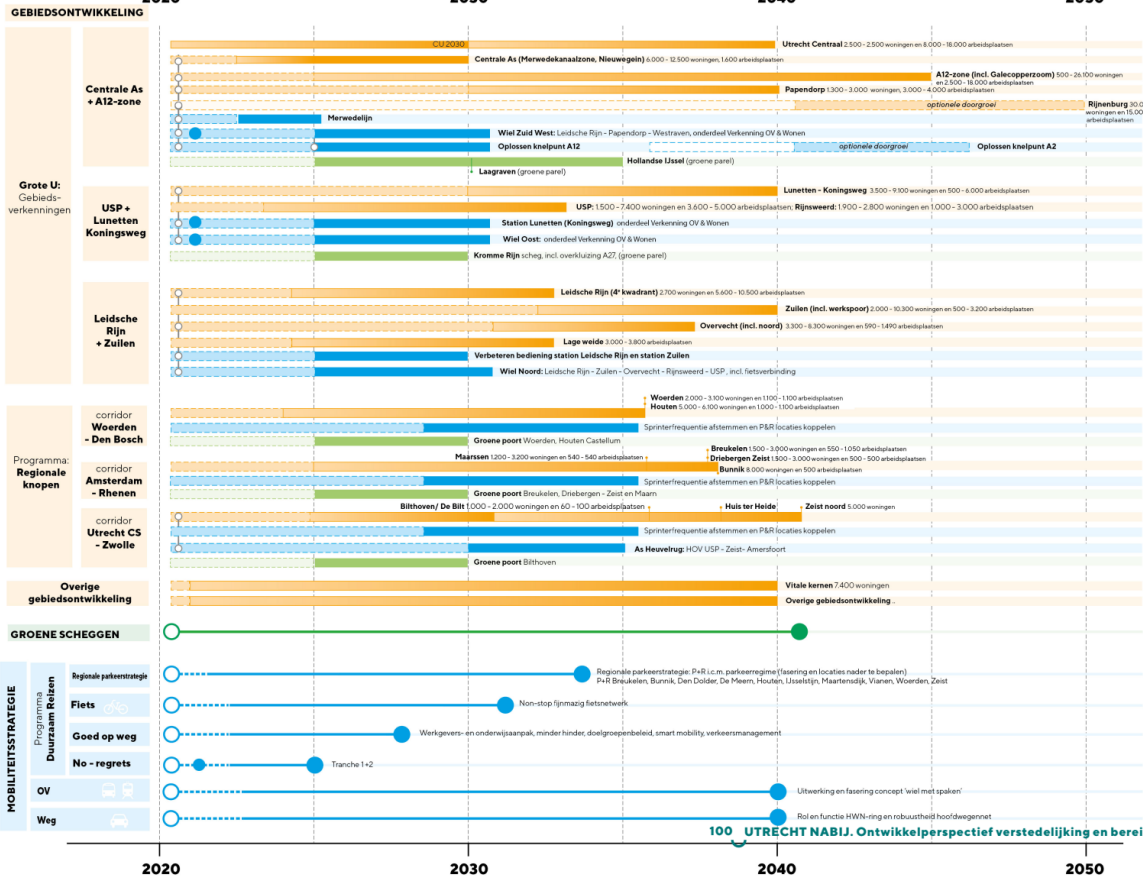 2020 2030 2040 2050
GEBIEDSONTWIKKELING
Grote U:
Gebieds-
verkenningen
Centrale As
+ A12-zone
CU 2030
Utrecht Centraal 2.500 - 2.500 woningen en 8.000 - 18.000 arbeidsplaatsen
Centrale As (Merwedekanaalzone, Nieuwegein) 6.000 - 12.500 woningen, 1.600 arbeidsplaatsen
A12-zone (incl. Galecopperzoom) 500 - 26.100 woningen
en 2.500 - 18.000 arbeidsplaatsen
Papendorp 1.300 - 3.000 woningen, 3.000 - 4.000 arbeidsplaatsen
optionele doorgroei
Rijnenburg 30.0
woningen en 15.00
arbeidsplaatsen
Merwedelijn
Wiel Zuid West: Leidsche Rijn - Papendorp - Westraven, onderdeel Verkenning OV & Wonen
Oplossen knelpunt A12
optionele doorgroei
Oplossen knelpunt A2
Hollandse IJssel (groene parel)
Laagraven (groene parel)
USP +
Lunetten
Koningsweg
Lunetten - Koningsweg 3.500 - 9.100 woningen en 500 - 6.000 arbeidsplaatsen
USP: 1.500 - 7.400 woningen en 3.600 - 5.000 arbeidsplaatsen; Rijnsweerd: 1.900 - 2.800 woningen en 1.000 - 3.000 arbeidsplaatsen
Station Lunetten (Koningsweg) onderdeel Verkenning OV & Wonen
Wiel Oost: onderdeel Verkenning OV & Wonen
Kromme Rijn scheg, incl. overkluizing A27, (groene parel)
Leidsche
Rijn
+ Zuilen
Leidsche Rijn (4e kwadrant) 2.700 woningen en 5.600 - 10.500 arbeidsplaatsen
Zuilen (incl. werkspoor) 2.000 - 10.300 woningen en 500 - 3.200 arbeidsplaatsen
Overvecht (incl. noord) 3.300 - 8.300 woningen en 590 - 1.490 arbeidsplaatsen
Lage weide 3.000 - 3.800 arbeidsplaatsen
Verbeteren bediening station Leidsche Rijn en station Zuilen
Wiel Noord: Leidsche Rijn - Zuilen - Overvecht - Rijnsweerd - USP , incl. fietsverbinding
Programma:
Regionale
knopen
corridor
Woerden
- Den Bosch
Woerden 2.000 - 3.100 woningen en 1.100 - 1.100 arbeidsplaatsen
Houten 5.000 - 6.100 woningen en 1.000 - 1.100 arbeidsplaatsen
Sprinterfrequentie afstemmen en P&R locaties koppelen
Groene poort Woerden, Houten Castellum
corridor
Amsterdam
- Rhenen
Maarssen 1.200 - 3.200 woningen en 540 - 540 arbeidsplaatsen
Breukelen 1.500 - 3.000 woningen en 550 - 1.050 arbeidsplaatsen
Driebergen Zeist 1.500 - 3.000 woningen en 500 - 500 arbeidsplaatsen
Bunnik 8.000 woningen en 500 arbeidsplaatsen
Sprinterfrequentie afstemmen en P&R locaties koppelen
Groene poort Breukelen, Driebergen - Zeist en Maarn
corridor
Utrecht CS
- Zwolle
Bilthoven/ De Bilt 1.000 - 2.000 woningen en 60 - 100 arbeidsplaatsen
Huis ter Heide
Zeist noord 5.000 woningen
Sprinterfrequentie afstemmen en P&R locaties koppelen
As Heuvelrug: HOV USP - Zeist- Amersfoort
Groene poort Bilthoven
Overige
gebiedsontwikkeling
Vitale kernen 7.400 woningen
Overige gebiedsontwikkeling ..
GROENE SCHEGGEN
MOBILITEITSSTRATEGIE
Programma
Duurzaam Reizen
Regionale parkeerstrategie
Regionale parkeerstrategie: P+R i.c.m. parkeerregime (fasering en locaties nader te bepalen)
P+R Breukelen, Bunnik, Den Dolder, De Meern, Houten, IJsselstijn, Maartensdijk, Vianen, Woerden, Zeist
Fiets
Non-stop fijnmazig fietsnetwerk
Goed op weg
Werkgevers- en onderwijsaanpak, minder hinder, doelgroepenbeleid, smart mobility, verkeersmanagement
No - regrets
Tranche 1+2
OV
Uitwerking en fasering concept 'wiel met spaken'
Weg
Rol en functie HWN-ring en robuustheid hoofdwegennet
100 UTRECHT NABIJ. Ontwikkelperspectief verstedelijking en berei
2020 2030 2040 2050